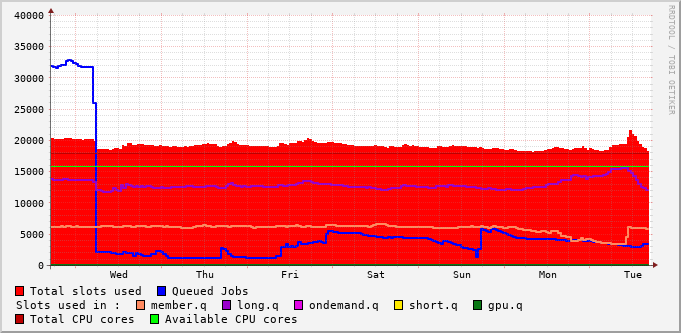 40000
35000
30000
25000
20000
15000
10000
5000
0
Wed Thu Fri Sat Sun Mon Tue
RRDTOOL / TOBI OETIKER
Total slots used Queued Jobs
Slots used in : member.q long.q ondemand.q short.q gpu.q
Total CPU cores Available CPU cores